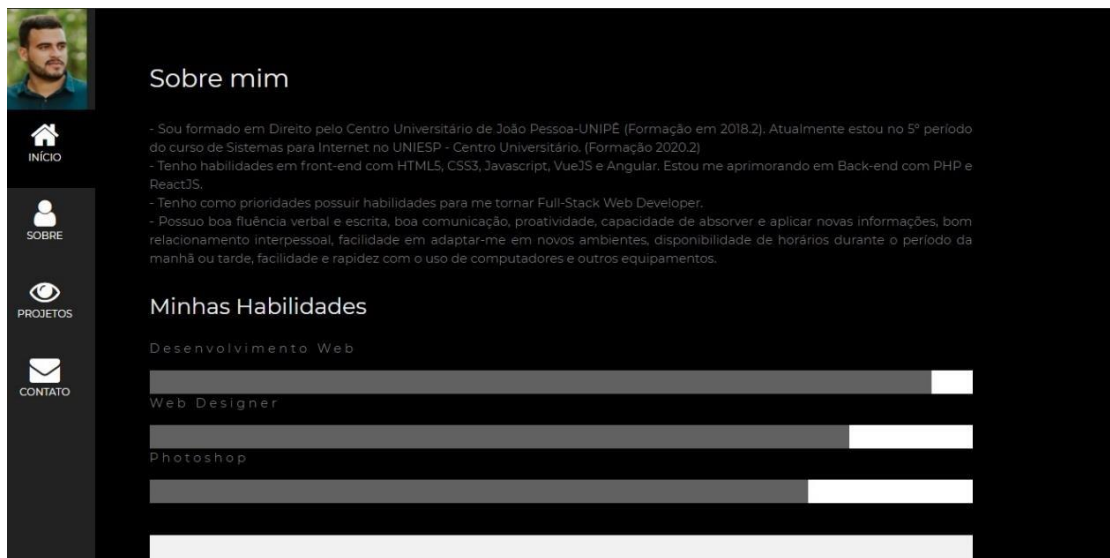 Sobre mim
- Sou formado em Direito pelo Centro Universitário de João Pessoa-UNIPÊ (Formação em 2018.2). Atualmente estou no 5º período
do curso de Sistemas para Internet no UNIESP - Centro Universitário. (Formação 2020.2)
- Tenho habilidades em front-end com HTML5, CSS3, Javascript, VueJS e Angular. Estou me aprimorando em Back-end com PHP e
ReactJS.
- Tenho como prioridades possuir habilidades para me tornar Full-Stack Web Developer.
- Possuo boa fluência verbal e escrita, boa comunicação, proatividade, capacidade de absorver e aplicar novas informações, bom
relacionamento interpessoal, facilidade em adaptar-me em novos ambientes, disponibilidade de horários durante o período da
manhã ou tarde, facilidade e rapidez com o uso de computadores e outros equipamentos.
Minhas Habilidades
Desenvolvimento Web
Web Designer
Photoshop
INÍCIO
SOBRE
PROJETOS
CONTATO